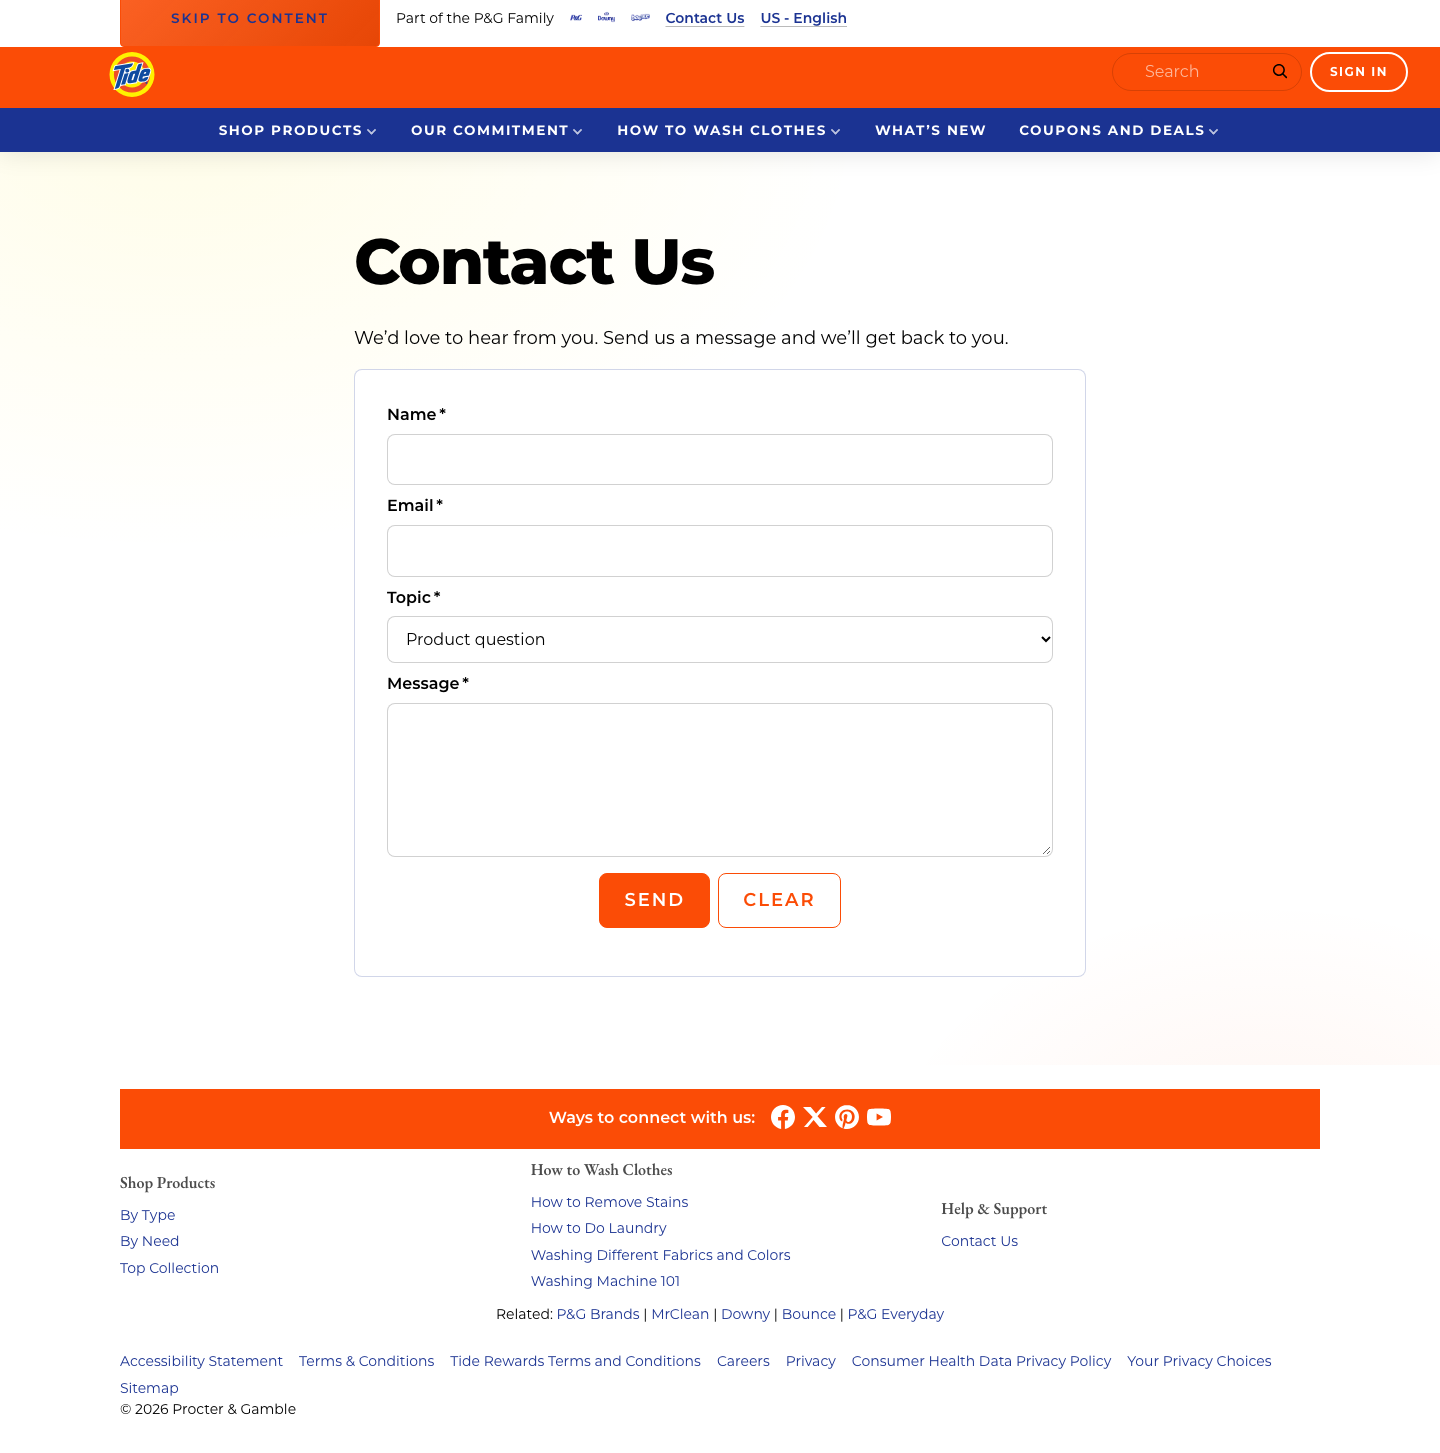 SKIP TO CONTENT
Part of the P&G Family P&G Downy Contact Us US - English
Tide
Search
SIGN IN
SHOP PRODUCTS OUR COMMITMENT HOW TO WASH CLOTHES WHAT’S NEW COUPONS AND DEALS
Contact Us
We’d love to hear from you. Send us a message and we’ll get back to you.
Name *
Email *
Topic *
Product question
Message *
SEND CLEAR
Ways to connect with us:
Shop Products
By Type
By Need
Top Collection
How to Wash Clothes
How to Remove Stains
How to Do Laundry
Washing Different Fabrics and Colors
Washing Machine 101
Help & Support
Contact Us
Related: P&G Brands | MrClean | Downy | Bounce | P&G Everyday
Accessibility Statement Terms & Conditions Tide Rewards Terms and Conditions Careers Privacy Consumer Health Data Privacy Policy Your Privacy Choices
Sitemap
© 2026 Procter & Gamble